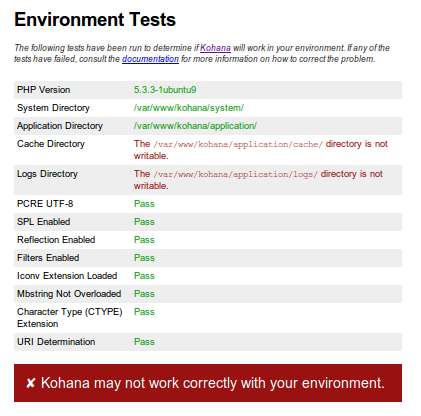 Environment Tests
The following tests have been run to determine if Kohana will work in your environment. If any of the
tests have failed, consult the documentation for more information on how to correct the problem.
PHP Version 5.3.3-1ubuntu9
System Directory /var/www/kohana/system/
Application Directory /var/www/kohana/application/
Cache Directory The /var/www/kohana/application/cache/ directory is not
writable.
Logs Directory The /var/www/kohana/application/logs/ directory is not
writable.
PCRE UTF-8 Pass
SPL Enabled Pass
Reflection Enabled Pass
Filters Enabled Pass
Iconv Extension Loaded Pass
Mbstring Not Overloaded Pass
Character Type (CTYPE) Pass
Extension
URI Determination Pass
✘ Kohana may not work correctly with your environment.